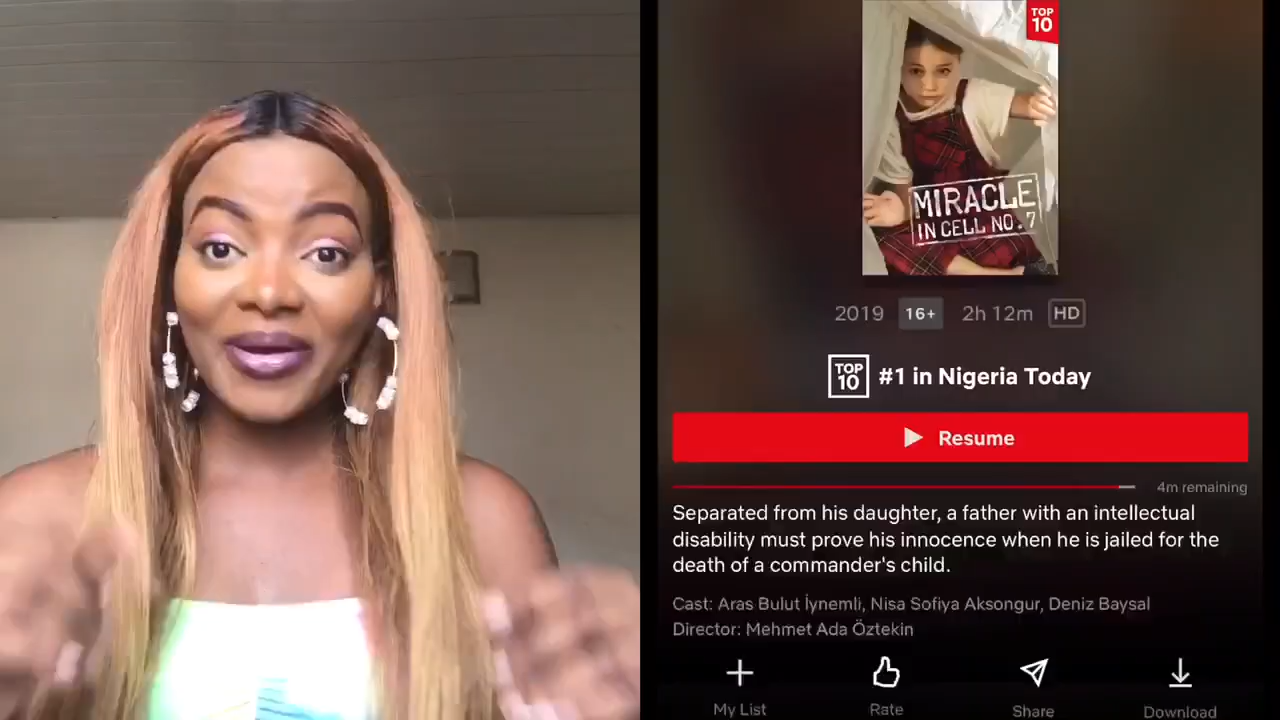 TOP
10
MIRACLE
IN CELL NO. 7
2019 16+ 2h 12m HD
TOP
10
#1 in Nigeria Today
Resume
4m remaining
Separated from his daughter, a father with an intellectual
disability must prove his innocence when he is jailed for the
death of a commander's child.
Cast: Aras Bulut İynemli, Nisa Sofiya Aksongur, Deniz Baysal
Director: Mehmet Ada Öztekin
My List
Rate
Share
Download